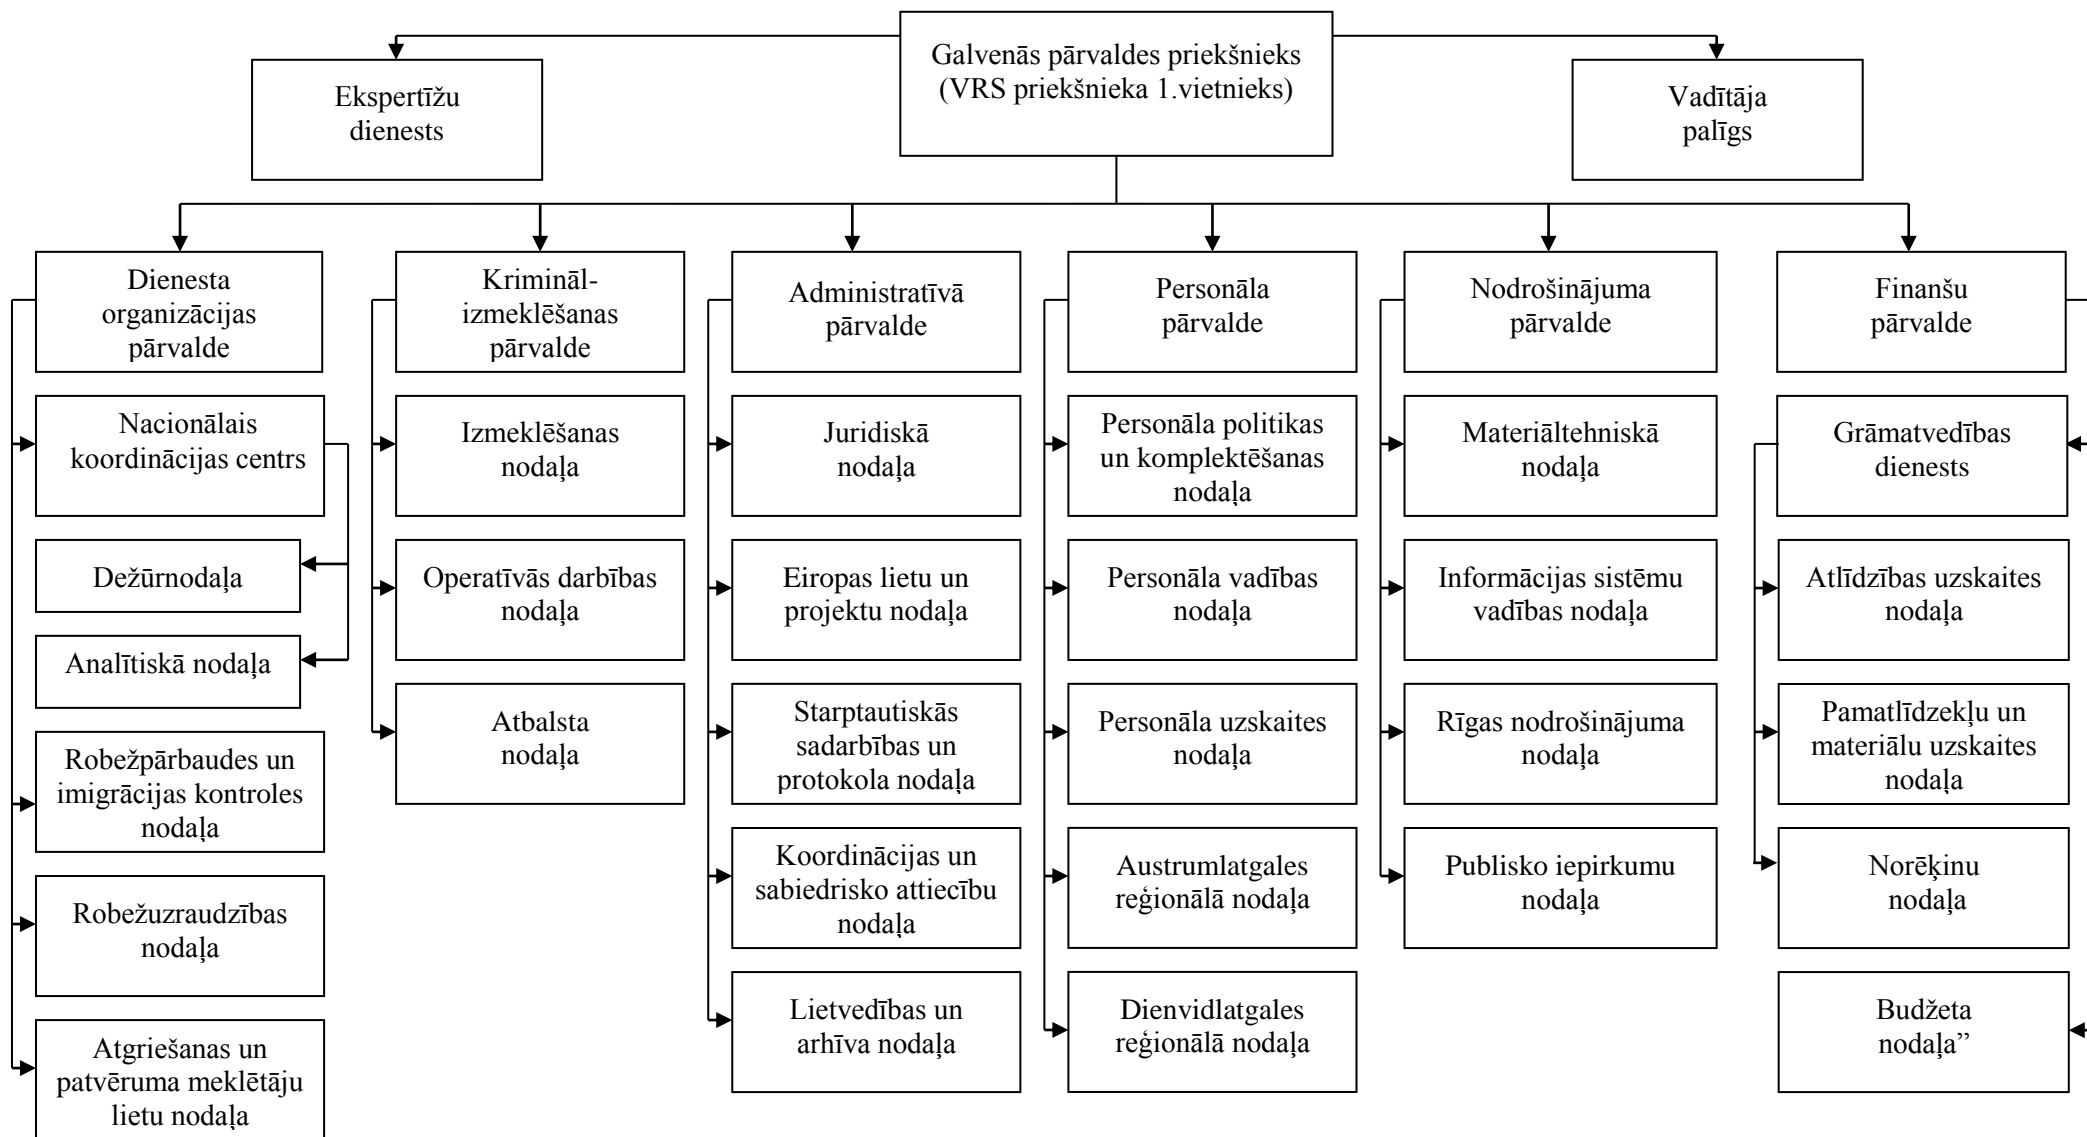 Galvenās pārvaldes priekšnieks
(VRS priekšnieka 1.vietnieks)
Ekspertīžu
dienests
Vadītāja
palīgs
Dienesta
organizācijas
pārvalde
Nacionālais
koordinācijas centrs
Dežūrnodaļa
Analītiskā nodaļa
Robežpārbaudes un
imigrācijas kontroles
nodaļa
Robežuzraudzības
nodaļa
Atgriešanas un
patvēruma meklētāju
lietu nodaļa
Krimināl-
izmeklēšanas
pārvalde
Izmeklēšanas
nodaļa
Operatīvās darbības
nodaļa
Atbalsta
nodaļa
Administratīvā
pārvalde
Juridiskā
nodaļa
Eiropas lietu un
projektu nodaļa
Starptautiskās
sadarbības un
protokola nodaļa
Koordinācijas un
sabiedrisko attiecību
nodaļa
Lietvedības un
arhīva nodaļa
Personāla
pārvalde
Personāla politikas
un komplektēšanas
nodaļa
Personāla vadības
nodaļa
Personāla uzskaites
nodaļa
Austrumlatgales
reģionālā nodaļa
Dienvidlatgales
reģionālā nodaļa
Nodrošinājuma
pārvalde
Materiāltehniskā
nodaļa
Informācijas sistēmu
vadības nodaļa
Rīgas nodrošinājuma
nodaļa
Publisko iepirkumu
nodaļa
Finanšu
pārvalde
Grāmatvedības
dienests
Atlīdzības uzskaites
nodaļa
Pamatlīdzekļu un
materiālu uzskaites
nodaļa
Norēķinu
nodaļa
Budžeta
nodaļa”